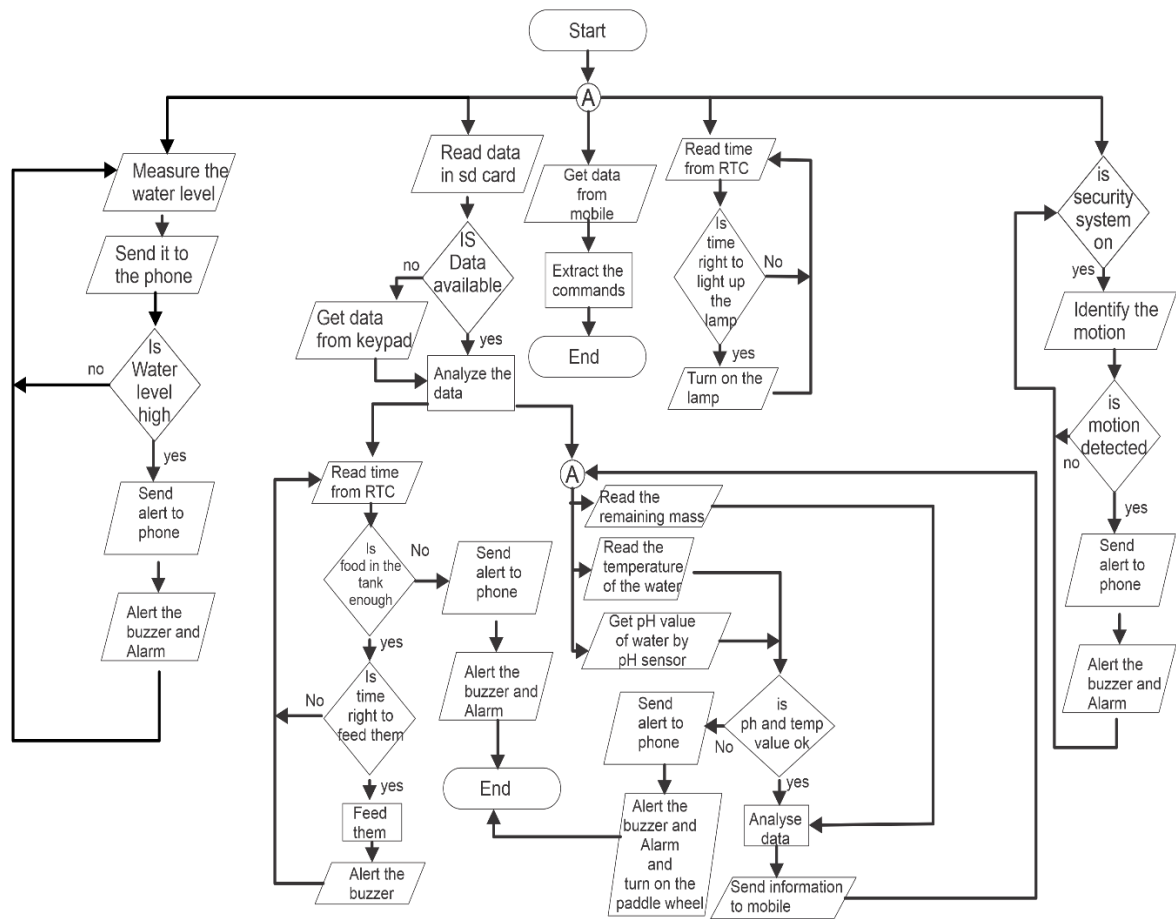 Start
A
Measure the
water level
Send it to
the phone
Is
Water
level
high
no
yes
Send
alert to
phone
Alert the
buzzer and
Alarm
Read data
in sd card
IS
Data
available
no
yes
Get data
from keypad
Analyze the
data
Get data
from
mobile
Extract the
commands
End
Read time
from RTC
Is
time
right to
light up
the
lamp
No
yes
Turn on the
lamp
is
security
system
on
yes
Identify the
motion
is
motion
detected
no
yes
Send
alert to
phone
Alert the
buzzer and
Alarm
Read time
from RTC
Is
food in the
tank
enough
No
yes
Send
alert to
phone
Alert the
buzzer and
Alarm
End
Is
time
right to
feed them
No
yes
Feed
them
Alert the
buzzer
A
Read the
remaining mass
Read the
temperature
of the water
Get pH value
of water by
pH sensor
is
ph and temp
value ok
No
yes
Send
alert to
phone
Alert the
buzzer and
Alarm
and
turn on the
paddle wheel
Analyse
data
Send information
to mobile